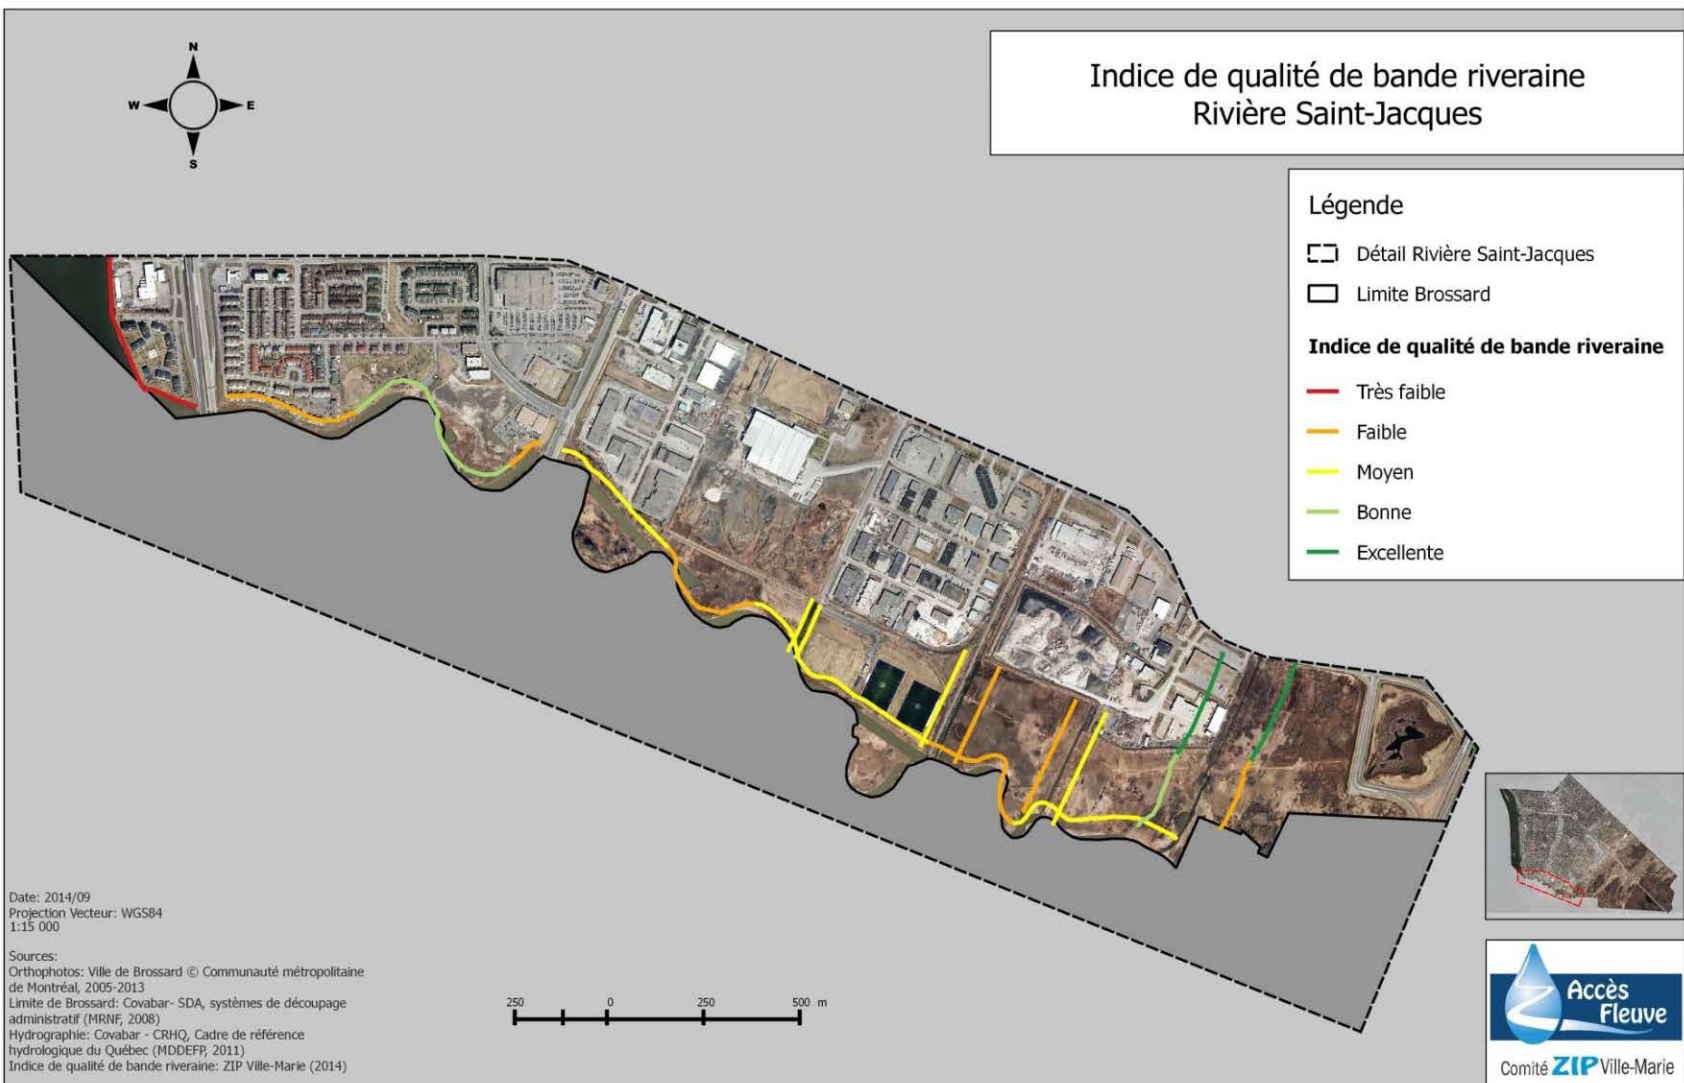 Indice de qualité de bande riveraine
Rivière Saint-Jacques
N
W
E
S
Légende
Détail Rivière Saint-Jacques
Limite Brossard
Indice de qualité de bande riveraine
Très faible
Faible
Moyen
Bonne
Excellente
Date: 2014/09
Projection Vecteur: WGS84
1:15 000
Sources:
Orthophotos: Ville de Brossard © Communauté métropolitaine
de Montréal, 2005-2013
Limite de Brossard: Covabar- SDA, systèmes de découpage
administratif (MRNF, 2008)
Hydrographie: Covabar - CRHQ, Cadre de référence
hydrologique du Québec (MDDEFP, 2011)
Indice de qualité de bande riveraine: ZIP Ville-Marie (2014)
250 0 250 500 m
Accès
Fleuve
Comité ZIP Ville-Marie